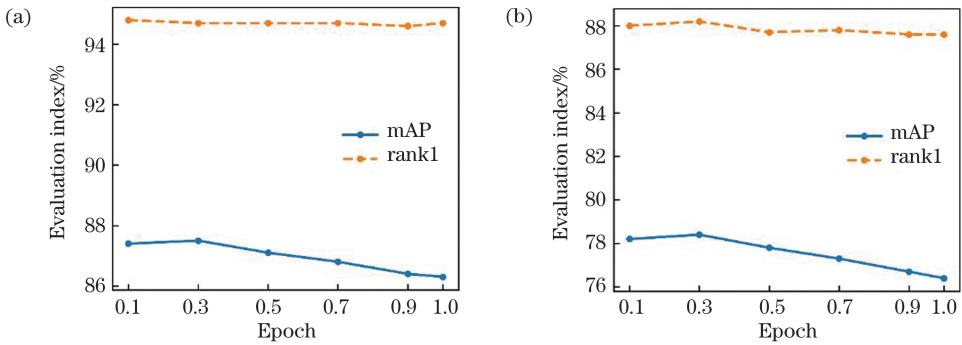 (a)
94
92
90
88
86
Evaluation index/%
mAP
rank1
0.1 0.3 0.5 0.7 0.9 1.0
Epoch
(b)
88
86
84
82
80
78
76
Evaluation index/%
mAP
rank1
0.1 0.3 0.5 0.7 0.9 1.0
Epoch